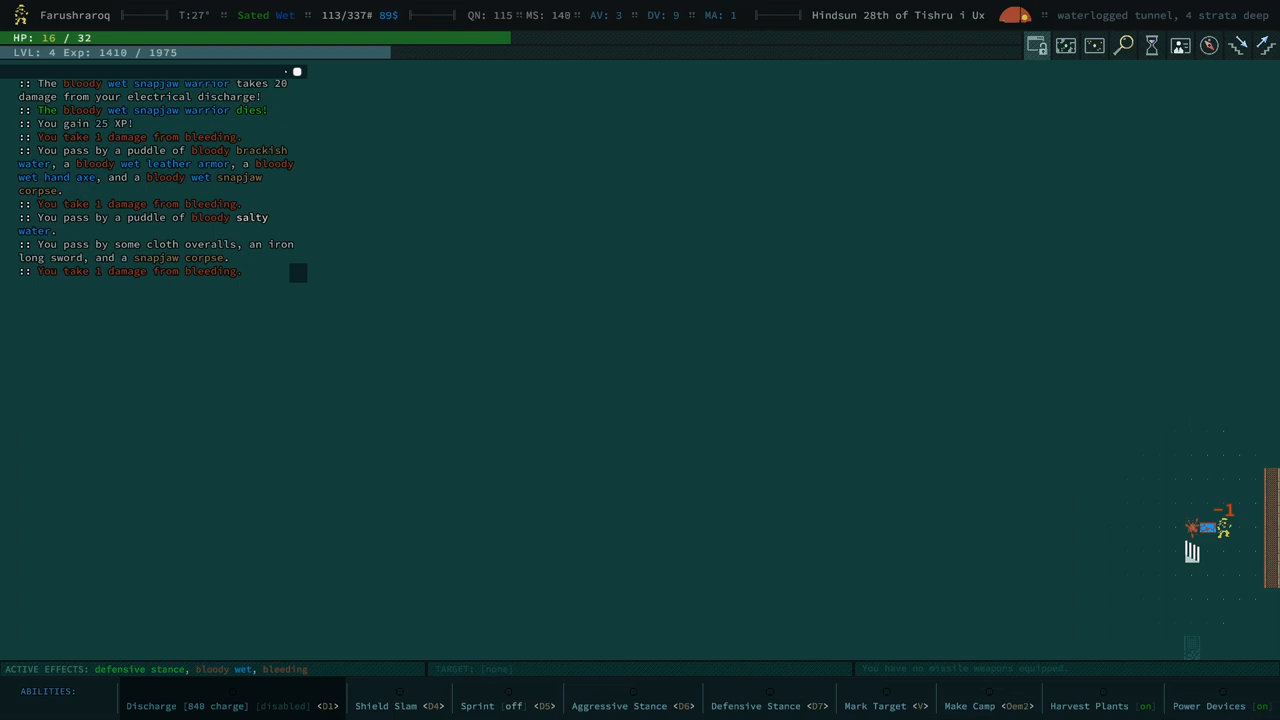 Farushraroq T:27° Sated Wet 113/337# 89$ QN: 115 MS: 140 AV: 3 DV: 9 MA: 1 Hindsun 28th of Tishru i Ux waterlogged tunnel, 4 strata deep
HP: 16 / 32
LVL: 4 Exp: 1410 / 1975
:: The bloody wet snapjaw warrior takes 20
damage from your electrical discharge!
:: The bloody wet snapjaw warrior dies!
:: You gain 25 XP!
:: You take 1 damage from bleeding.
:: You pass by a puddle of bloody brackish
water, a bloody wet leather armor, a bloody
wet hand axe, and a bloody wet snapjaw
corpse.
:: You take 1 damage from bleeding.
:: You pass by a puddle of bloody salty
water.
:: You pass by some cloth overalls, an iron
long sword, and a snapjaw corpse.
:: You take 1 damage from bleeding.
-1
ACTIVE EFFECTS: defensive stance, bloody wet, bleeding TARGET: [none] You have no missile weapons equipped.
ABILITIES: Discharge [840 charge] [disabled] <D1> Shield Slam <D4> Sprint [off] <D5> Aggressive Stance <D6> Defensive Stance <D7> Mark Target <V> Make Camp <Oem2> Harvest Plants [on] Power Devices [on]